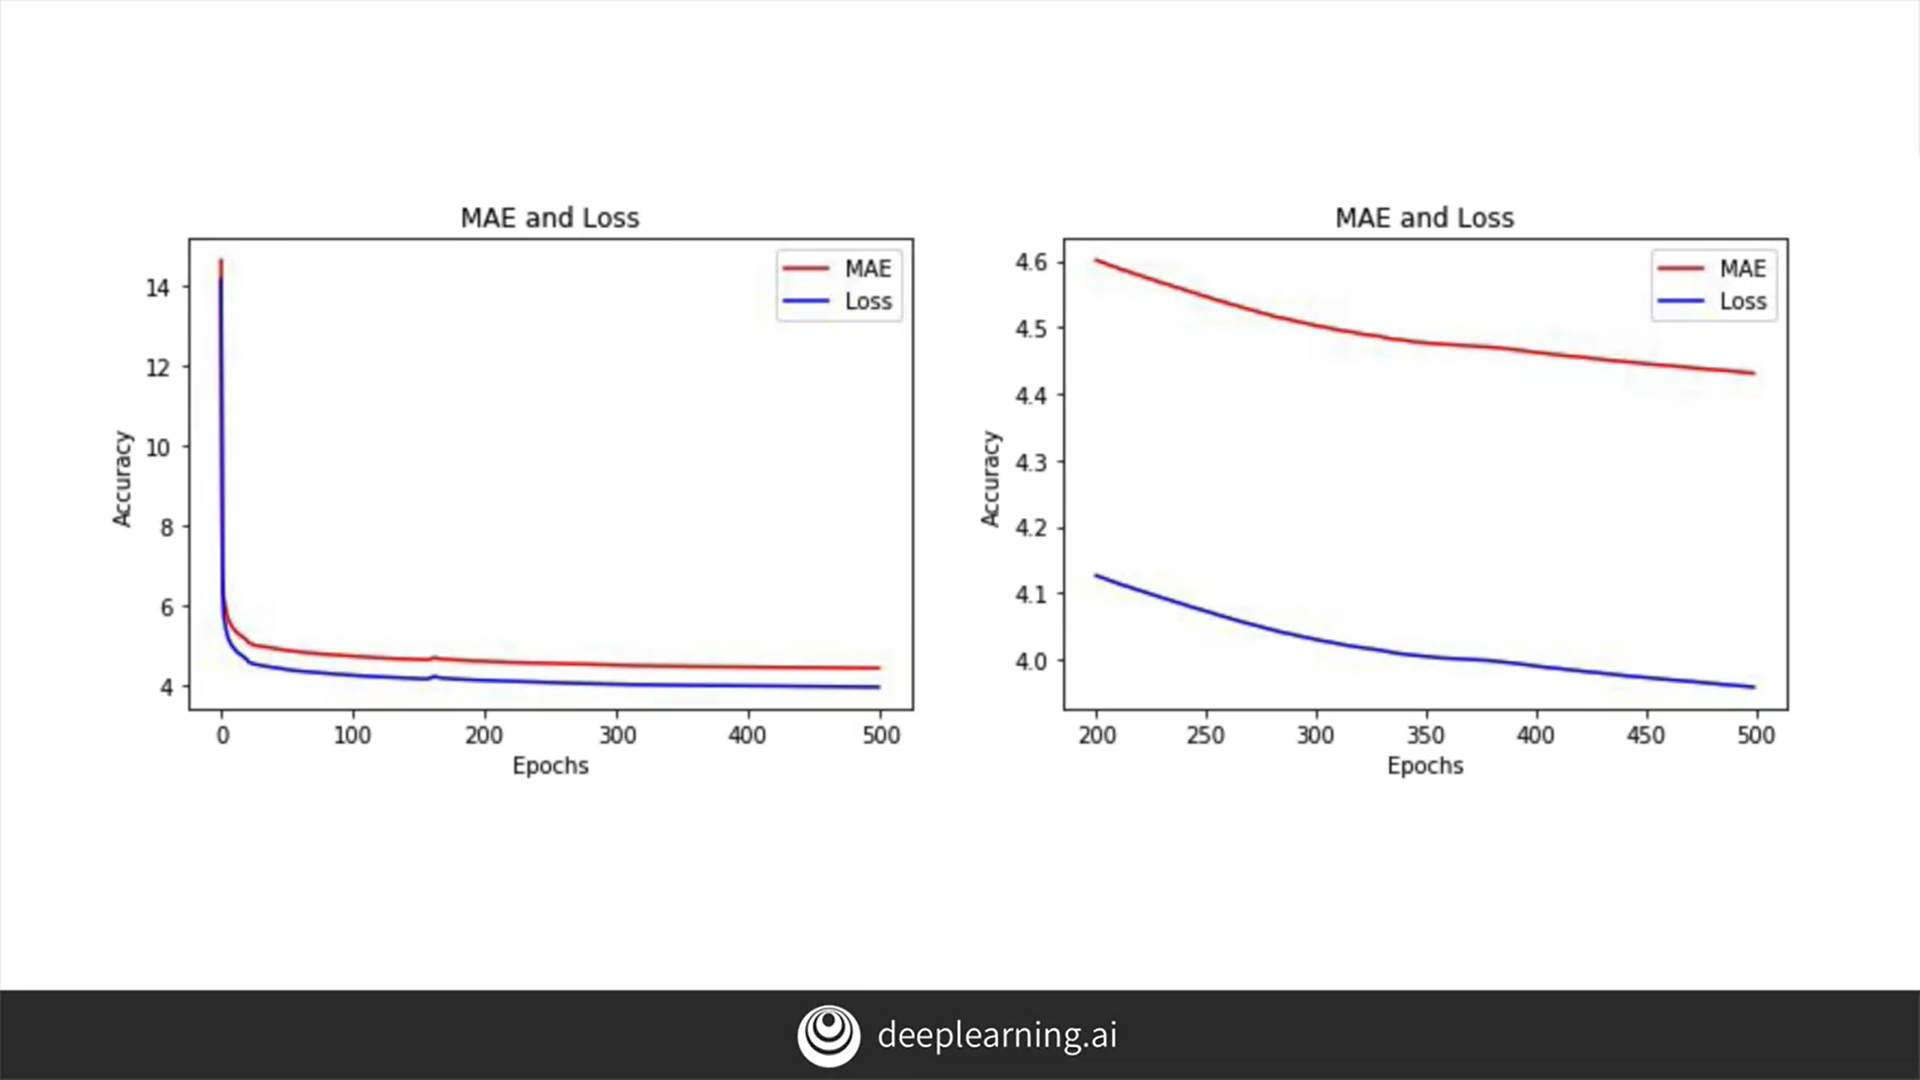 MAE and Loss
MAE
Loss
14
12
10
8
6
4
Accuracy
0 100 200 300 400 500
Epochs
MAE and Loss
MAE
Loss
4.6
4.5
4.4
4.3
4.2
4.1
4.0
Accuracy
200 250 300 350 400 450 500
Epochs
deeplearning.ai